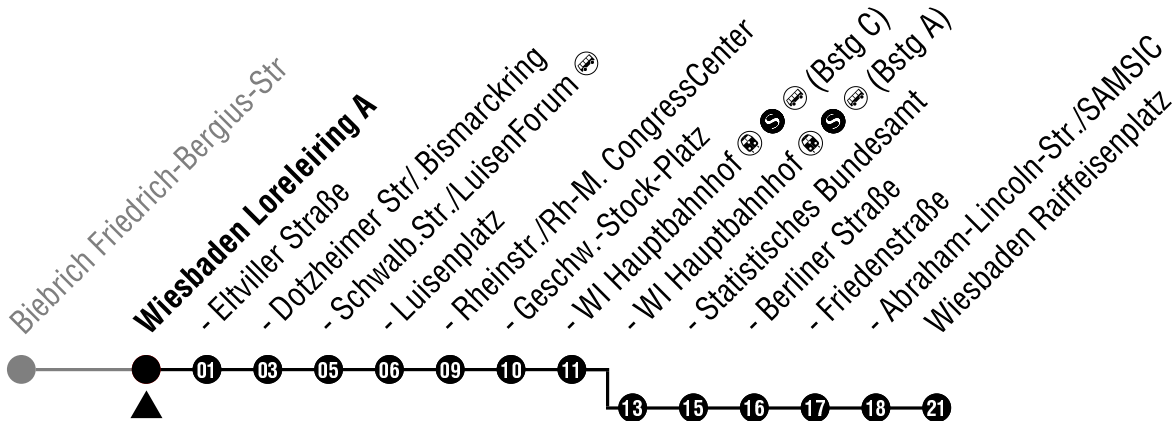 Biebrich Friedrich-Bergius-Str
Wiesbaden Loreleiring A
- Eltviller Straße
- Dotzheimer Str/.Bismarckring
- Schwalb.Str./LuisenForum
- Luisenplatz
- Rheinstr./Rh-M. CongressCenter
- Geschw.-Stock-Platz
- WI Hauptbahnhof S (Bstg C)
- WI Hauptbahnhof S (Bstg A)
- Statistisches Bundesamt
- Berliner Straße
- Friedenstraße
- Abraham-Lincoln-Str./SAMSIC
Wiesbaden Raiffeisenplatz
01 03 05 06 09 10 11
13 15 16 17 18 21